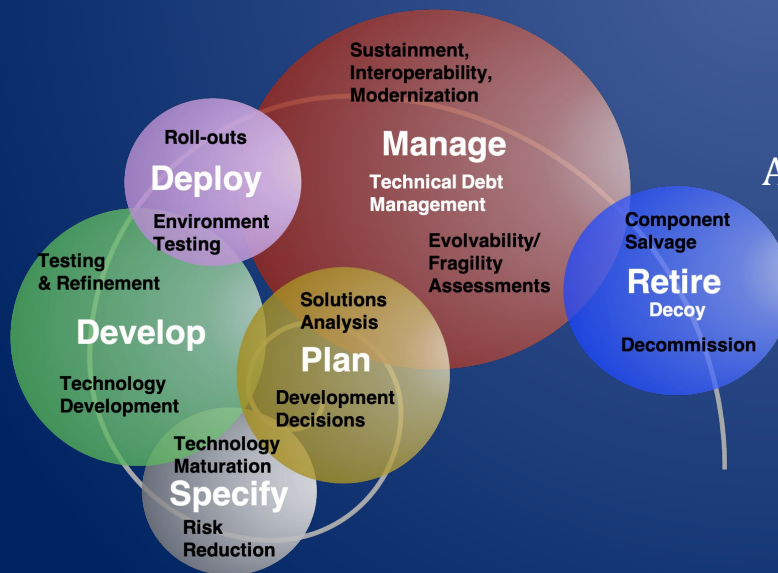 Sustainment,
Interoperability,
Modernization
Manage
Technical Debt
Management
Evolvability/
Fragility
Assessments
Roll-outs
Deploy
Environment
Testing
A
Component
Salvage
Retire
Decoy
Decommission
Testing
& Refinement
Develop
Technology
Development
Solutions
Analysis
Plan
Development
Decisions
Technology
Maturation
Specify
Risk
Reduction